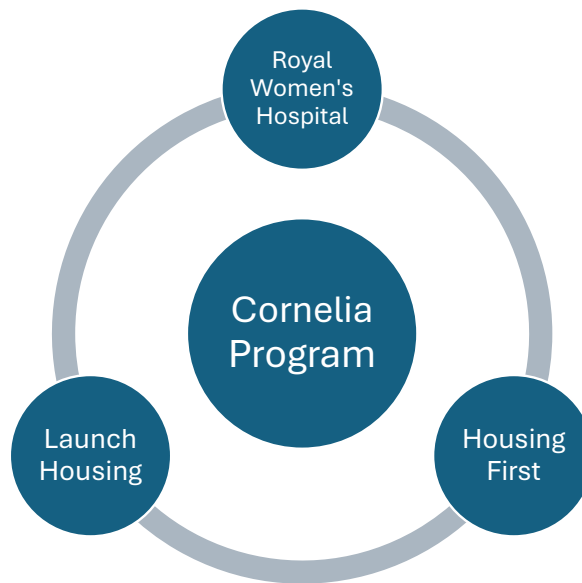 Royal
Women's
Hospital
Cornelia
Program
Launch
Housing
Housing
First